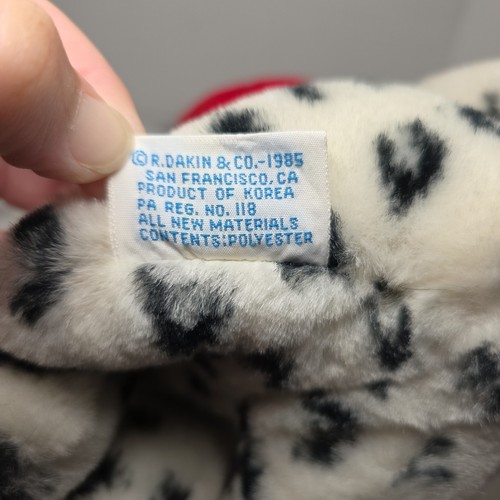 © R. DAKIN & CO.-1985
SAN FRANCISCO, CA
PRODUCT OF KOREA
PA REG. NO. 118
ALL NEW MATERIALS
CONTENTS:POLYESTER